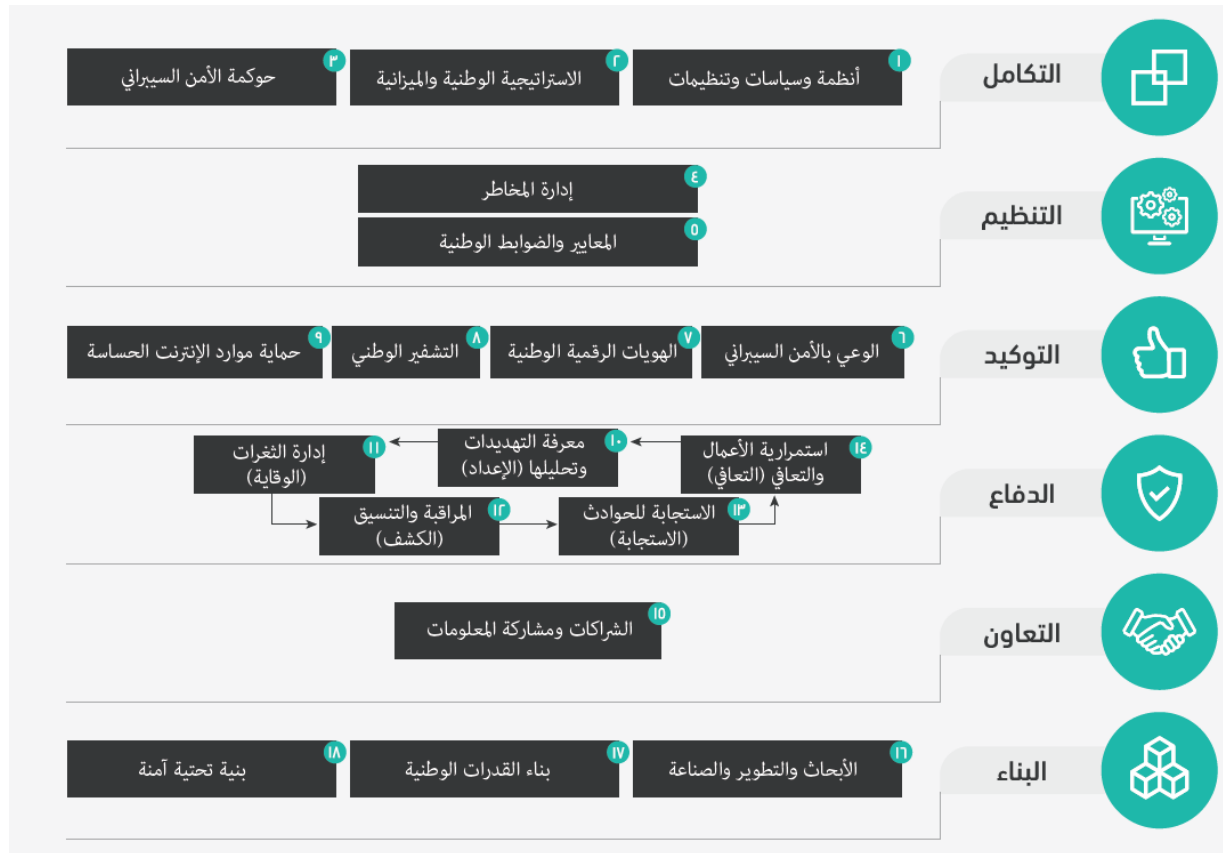 التكامل
١ أنظمة وسياسات وتنظيمات
٢ الاستراتيجية الوطنية والميزانية
٣ حوكمة الأمن السيبراني
التنظيم
٤ إدارة المخاطر
٥ المعايير والضوابط الوطنية
التوكيد
٦ الوعي بالأمن السيبراني
٧ الهويات الرقمية الوطنية
٨ التشفير الوطني
٩ حماية موارد الإنترنت الحساسة
الدفاع
١٤ استمرارية الأعمال
والتعافي (التعافي)
١٠ معرفة التهديدات
وتحليلها (الإعداد)
١١ إدارة الثغرات
(الوقاية)
١٢ المراقبة والتنسيق
(الكشف)
١٣ الاستجابة للحوادث
(الاستجابة)
التعاون
١٥ الشراكات ومشاركة المعلومات
البناء
١٦ الأبحاث والتطوير والصناعة
١٧ بناء القدرات الوطنية
١٨ بنية تحتية آمنة